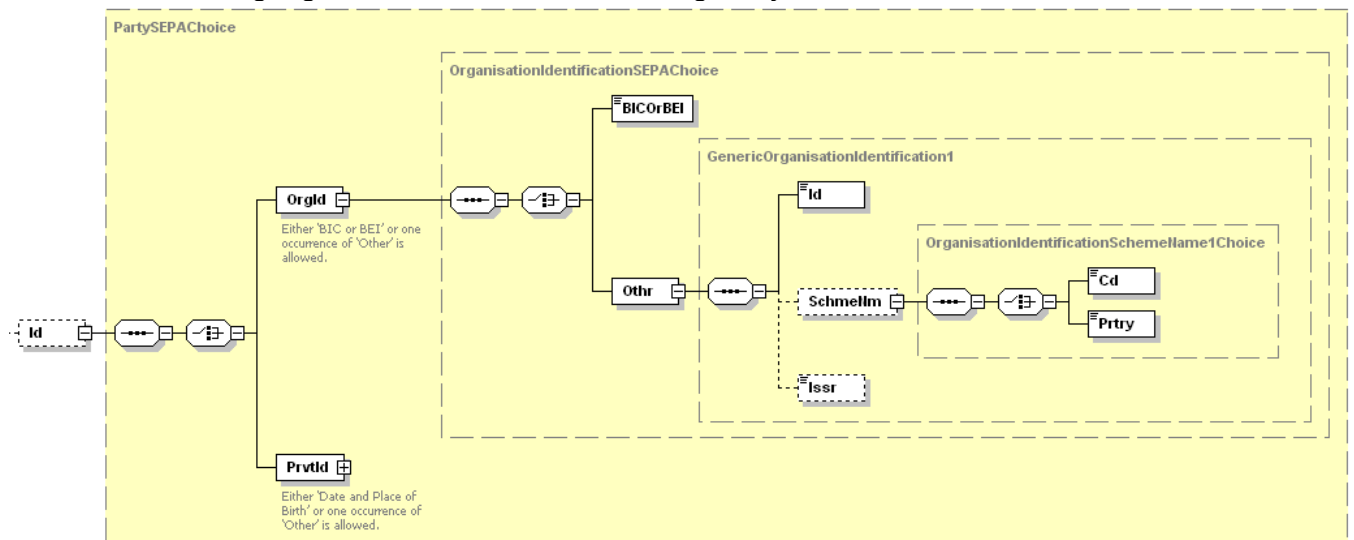 PartySEPAChoice
OrganisationIdentificationSEPAChoice
BICOrBEI
GenericOrganisationIdentification1
Id
OrgId
Either 'BIC or BEI' or one
occurrence of 'Other' is
allowed.
OrganisationIdentificationSchemeName1Choice
Cd
Othr
SchmeNm
Prtry
Id
Issr
PrvtId
Either 'Date and Place of
Birth' or one occurrence of
'Other' is allowed.